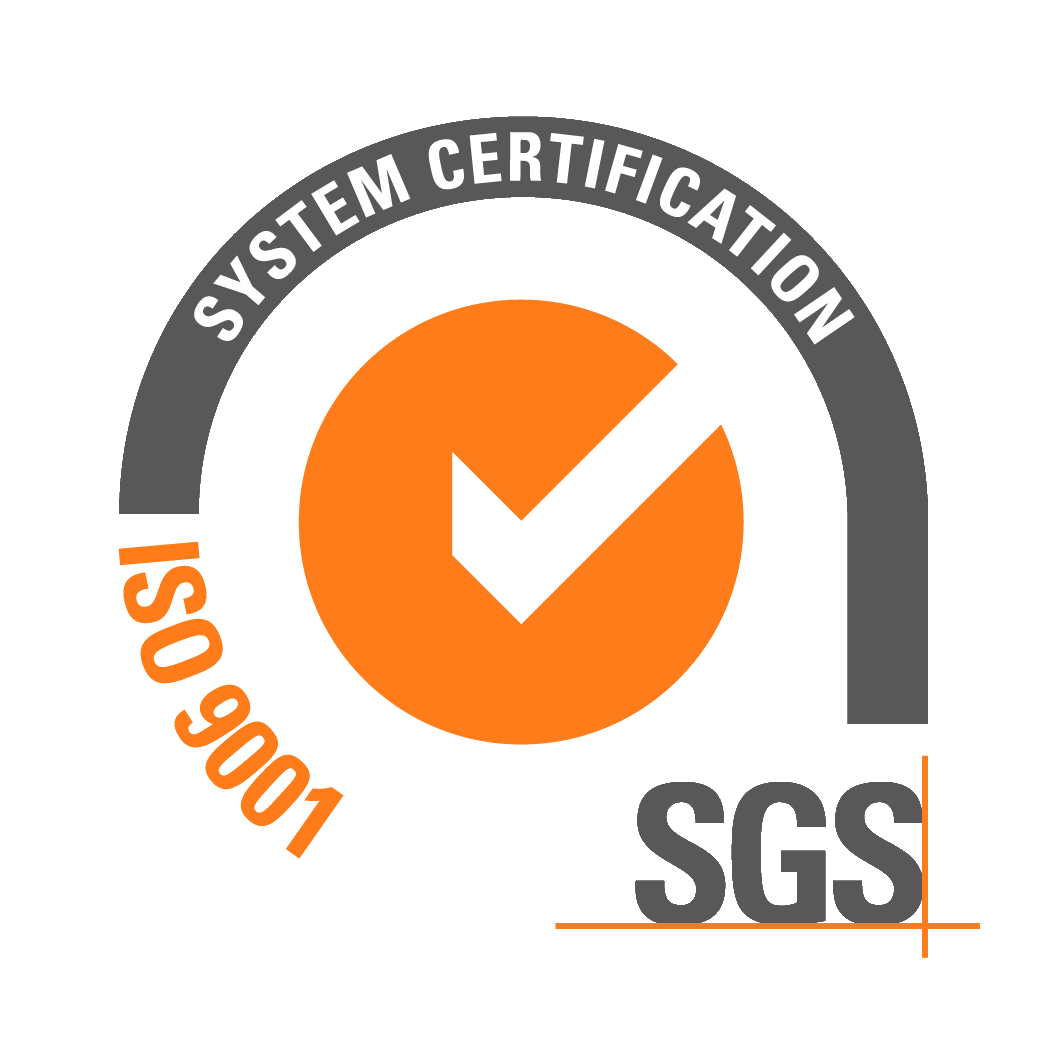 SYSTEM CERTIFICATION
ISO 9001
SGS